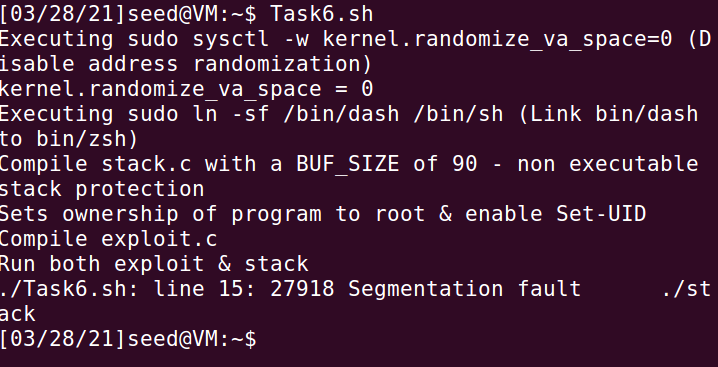 [03/28/21]seed@VM:~$ Task6.sh
Executing sudo sysctl -w kernel.randomize_va_space=0 (D
isable address randomization)
kernel.randomize_va_space = 0
Executing sudo ln -sf /bin/dash /bin/sh (Link bin/dash
to bin/zsh)
Compile stack.c with a BUF_SIZE of 90 - non executable
stack protection
Sets ownership of program to root & enable Set-UID
Compile exploit.c
Run both exploit & stack
./Task6.sh: line 15: 27918 Segmentation fault      ./st
ack
[03/28/21]seed@VM:~$